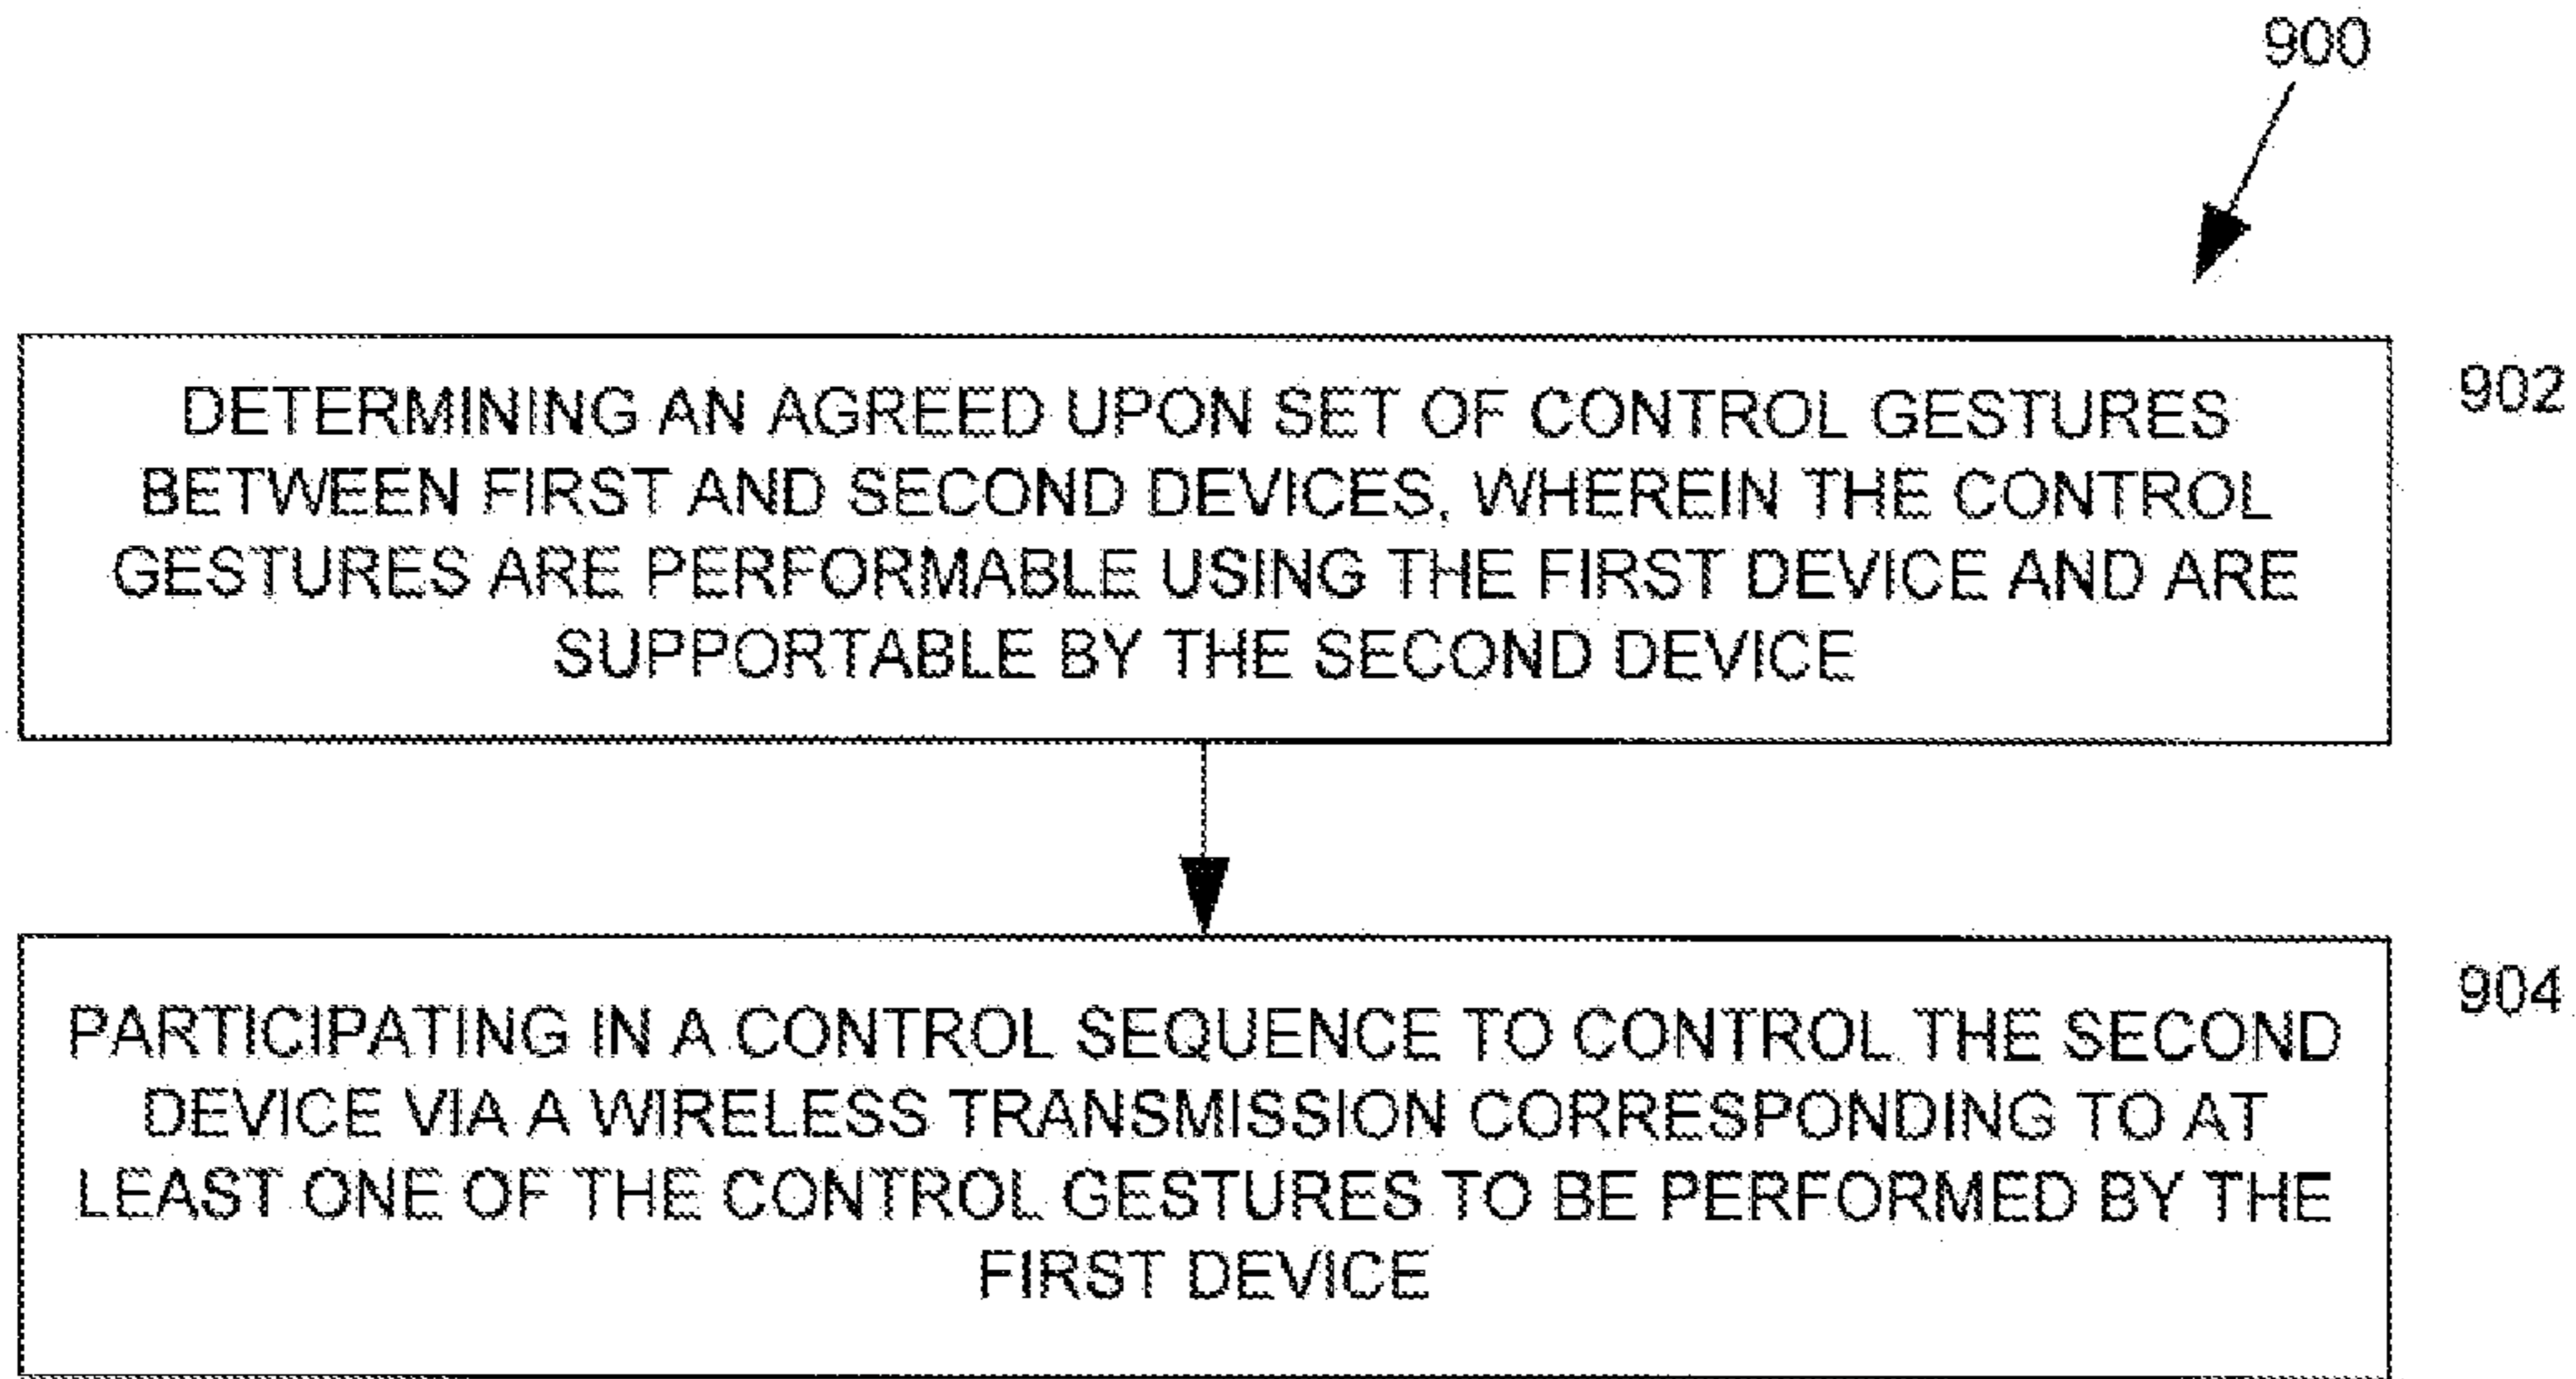 900
902
DETERMINING AN AGREED UPON SET OF CONTROL GESTURES
BETWEEN FIRST AND SECOND DEVICES, WHEREIN THE CONTROL
GESTURES ARE PERFORMABLE USING THE FIRST DEVICE AND ARE
SUPPORTABLE BY THE SECOND DEVICE
904
PARTICIPATING IN A CONTROL SEQUENCE TO CONTROL THE SECOND
DEVICE VIA A WIRELESS TRANSMISSION CORRESPONDING TO AT
LEAST ONE OF THE CONTROL GESTURES TO BE PERFORMED BY THE
FIRST DEVICE